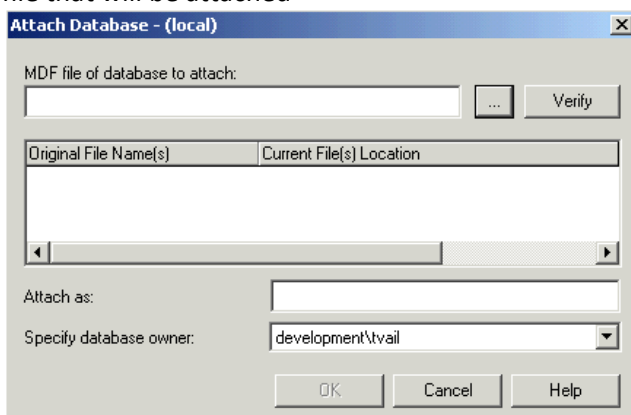 file that will be attached
Attach Database - (local)
MDF file of database to attach:
... Verify
Original File Name(s) Current File(s) Location
Attach as:
Specify database owner: development\tvail
OK Cancel Help